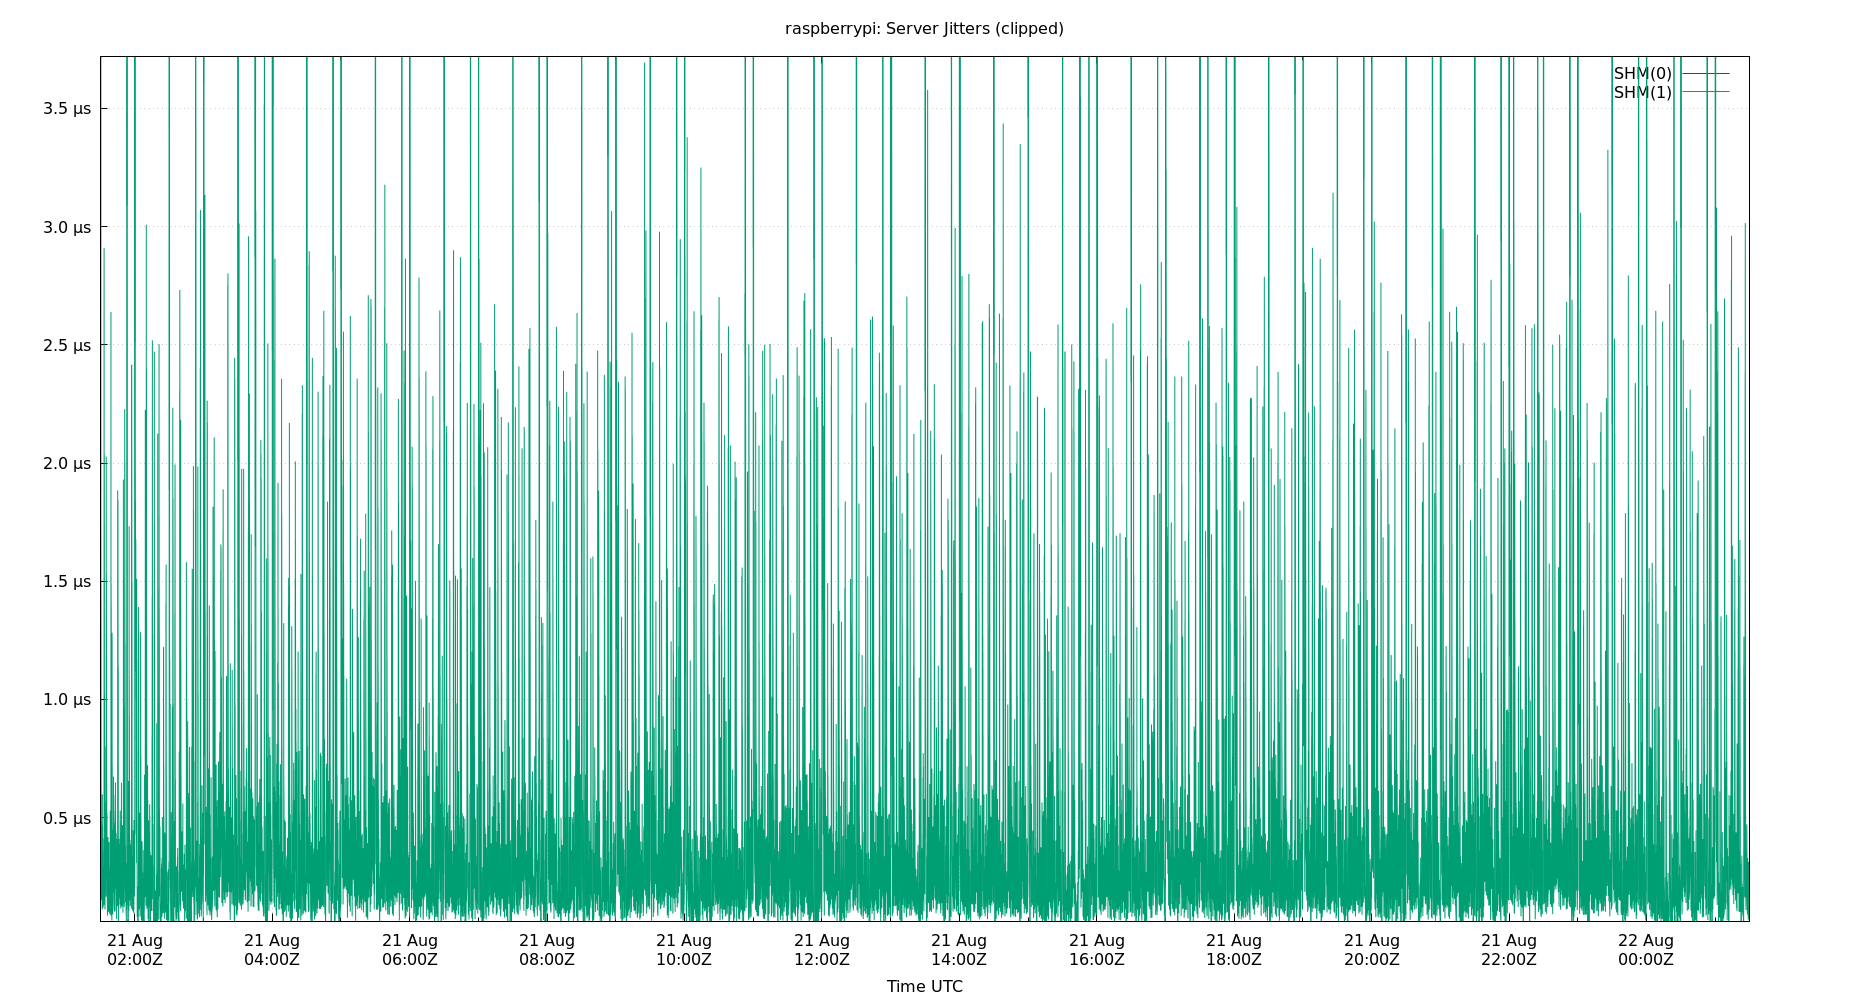 raspberrypi: Server Jitters (clipped)
SHM(0)
SHM(1)
3.5 μs
3.0 μs
2.5 μs
2.0 μs
1.5 μs
1.0 μs
0.5 μs
21 Aug 21 Aug 21 Aug 21 Aug 21 Aug 21 Aug 21 Aug 21 Aug 21 Aug 21 Aug 21 Aug 22 Aug
02:00Z 04:00Z 06:00Z 08:00Z 10:00Z 12:00Z 14:00Z 16:00Z 18:00Z 20:00Z 22:00Z 00:00Z
Time UTC